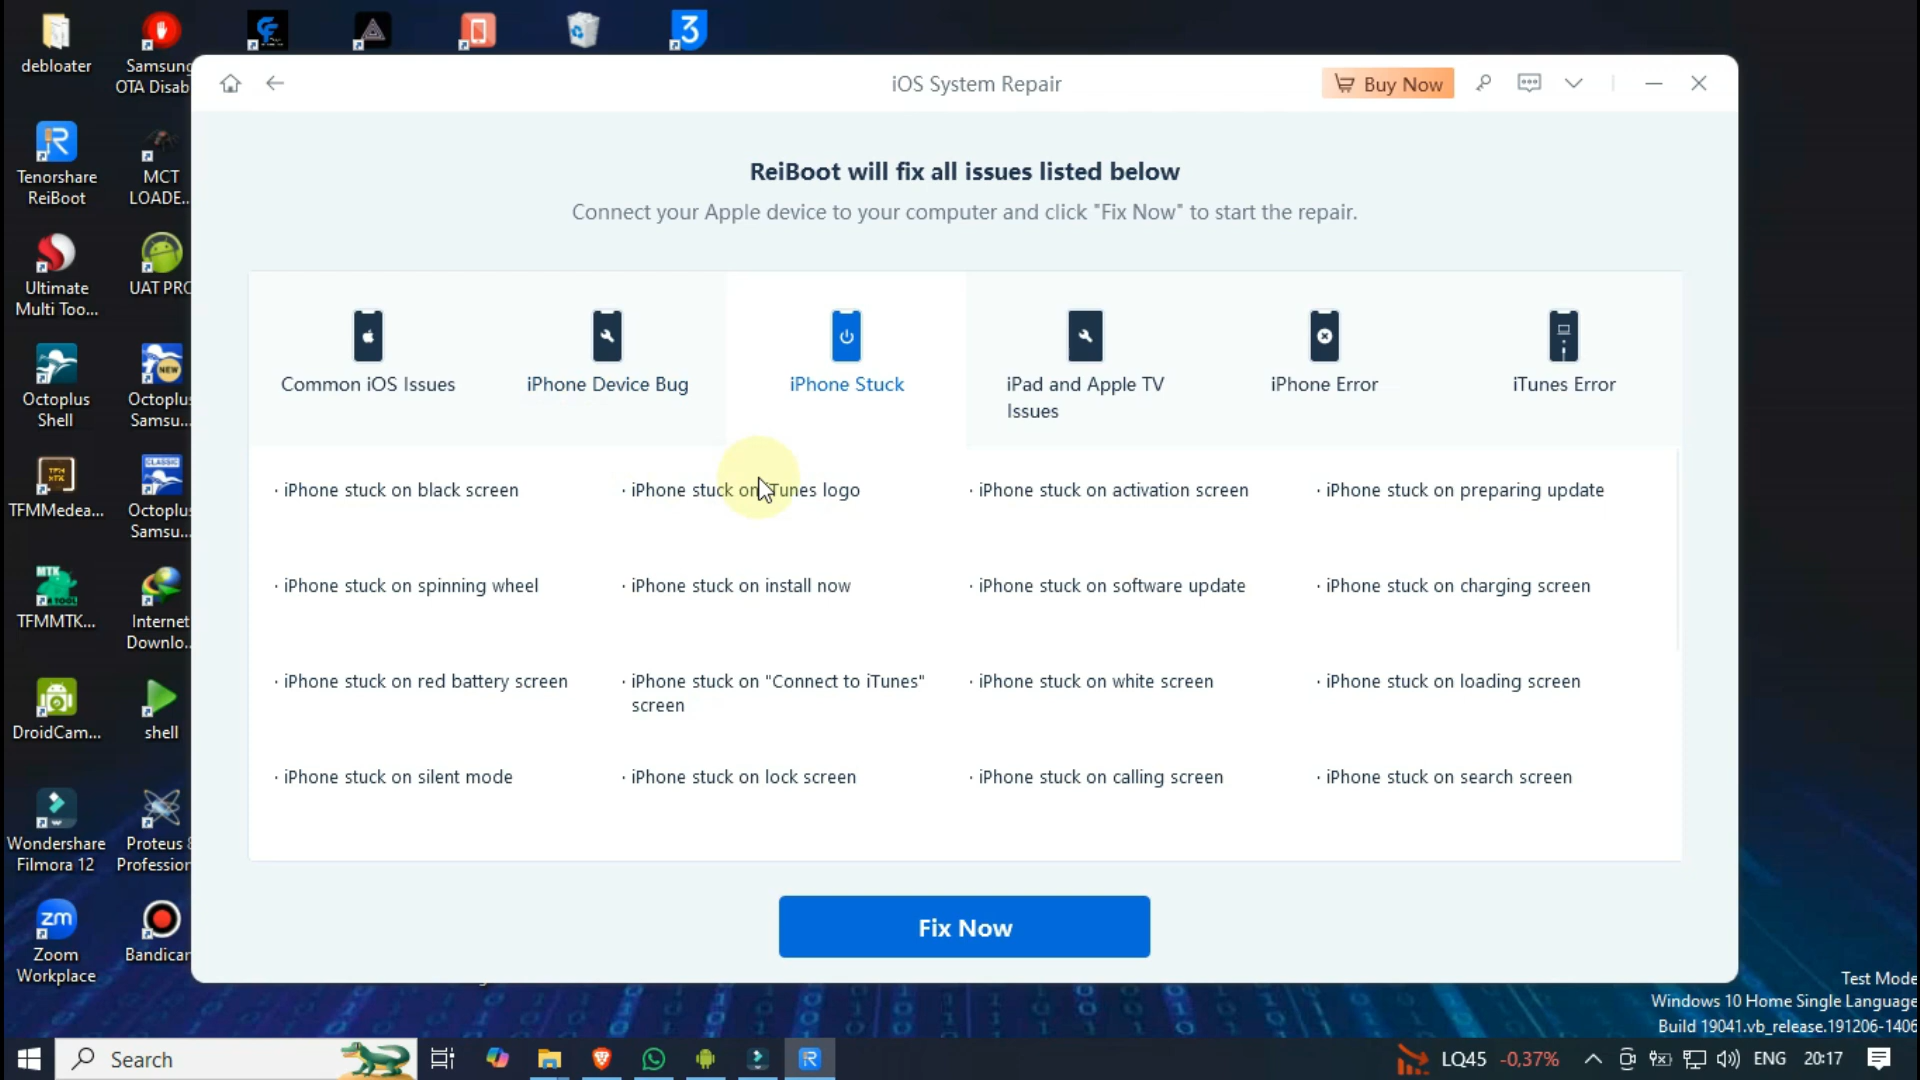 debloater
Samsung
OTA Disab
Tenorshare
ReiBoot
MCT
LOADE...
Ultimate
Multi Too...
UAT PRO
Octoplus
Shell
NEW
Octoplus
Samsu...
TFMMedea...
CLASSIC
Octoplus
Samsu...
MTK
TFMMTK...
Internet
Downlo...
DroidCam...
shell
Wondershare
Filmora 12
Proteus 8
Profession
zm
Zoom
Workplace
Bandicam
3
iOS System Repair
Buy Now
ReiBoot will fix all issues listed below
Connect your Apple device to your computer and click "Fix Now" to start the repair.
Common iOS Issues
iPhone Device Bug
iPhone Stuck
iPad and Apple TV
Issues
iPhone Error
iTunes Error
· iPhone stuck on black screen
· iPhone stuck on iTunes logo
· iPhone stuck on activation screen
· iPhone stuck on preparing update
· iPhone stuck on spinning wheel
· iPhone stuck on install now
· iPhone stuck on software update
· iPhone stuck on charging screen
· iPhone stuck on red battery screen
· iPhone stuck on "Connect to iTunes"
screen
· iPhone stuck on white screen
· iPhone stuck on loading screen
· iPhone stuck on silent mode
· iPhone stuck on lock screen
· iPhone stuck on calling screen
· iPhone stuck on search screen
Fix Now
Test Mode
Windows 10 Home Single Language
Build 19041.vb_release.191206-1406
Search
LQ45 -0,37%
ENG
20:17